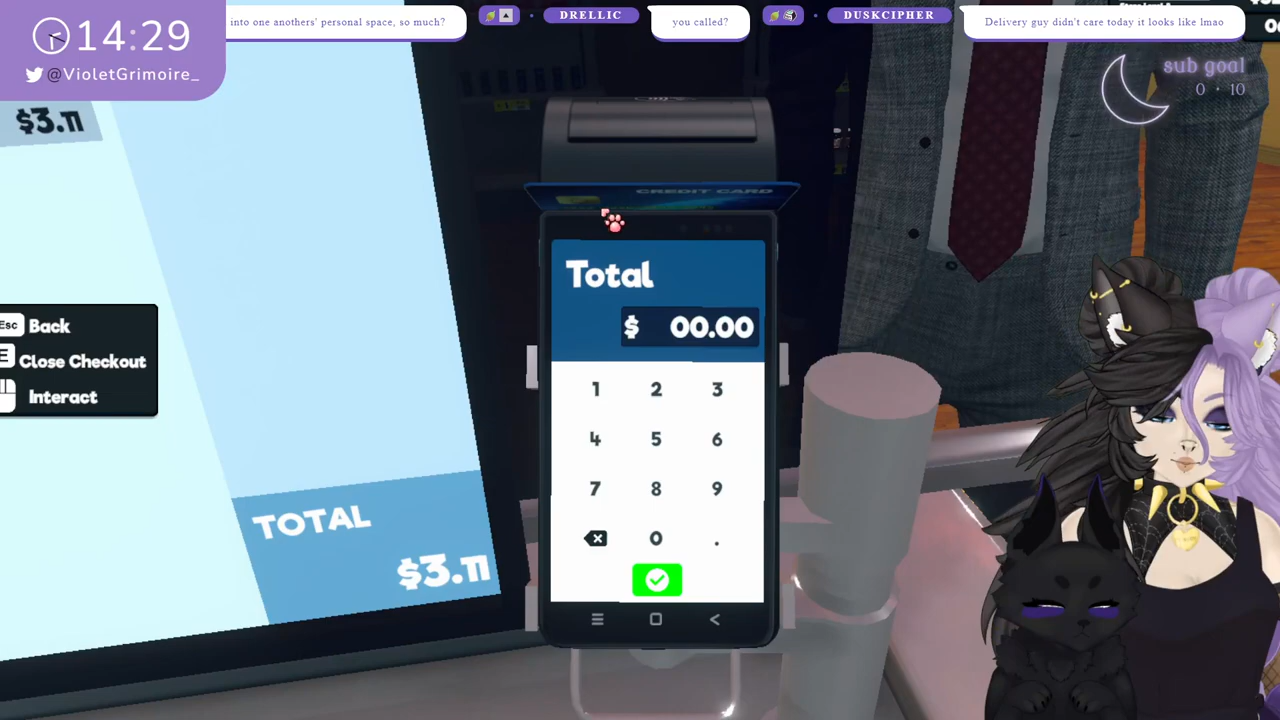 14:29
@VioletGrimoire_
into one anothers' personal space, so much?
DRELLIC
you called?
DUSKCIPHER
Delivery guy didn't care today it looks like lmao
sub goal
0 · 10
$3.11
CREDIT CARD
Total
$ 00.00
1 2 3
4 5 6
7 8 9
0 .
Esc Back
E Close Checkout
Interact
TOTAL
$3.11